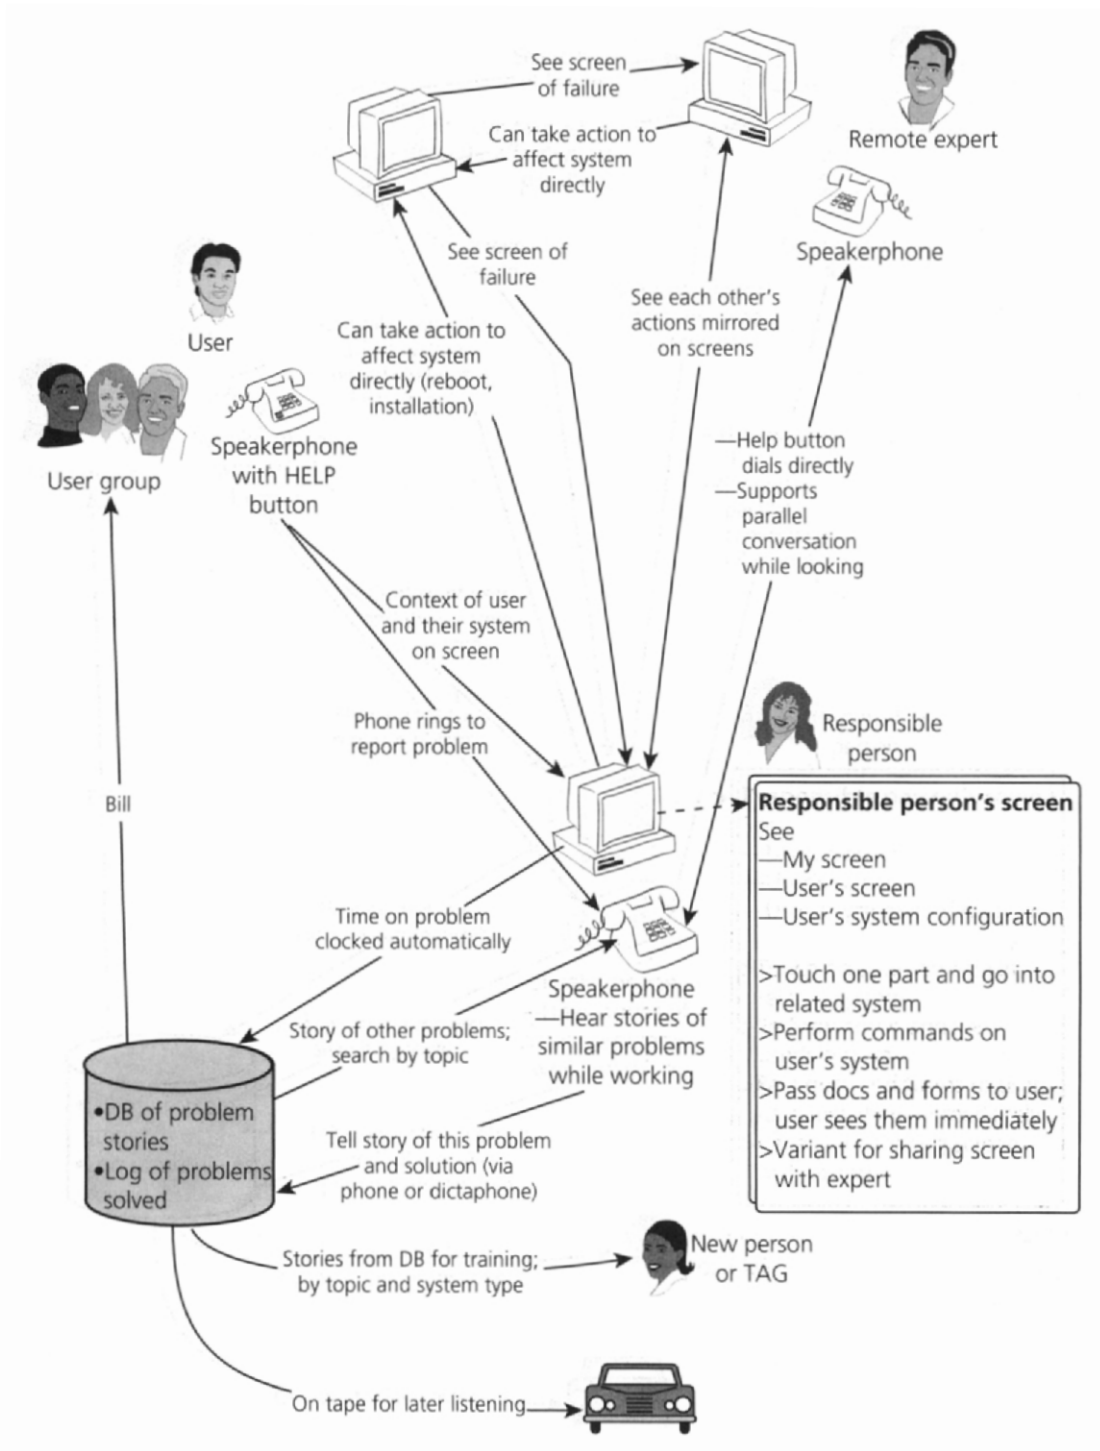 See screen
of failure
Can take action to
affect system
directly
Remote expert
Speakerphone
See screen of
failure
See each other's
actions mirrored
on screens
User
Can take action to
affect system
directly (reboot,
installation)
User group
Speakerphone
with HELP
button
—Help button
dials directly
—Supports
parallel
conversation
while looking
Context of user
and their system
on screen
Phone rings to
report problem
Responsible
person
Bill
Responsible person's screen
See
—My screen
—User's screen
—User's system configuration
>Touch one part and go into
related system
>Perform commands on
user's system
>Pass docs and forms to user;
user sees them immediately
>Variant for sharing screen
with expert
Time on problem
clocked automatically
Speakerphone
—Hear stories of
similar problems
while working
Story of other problems;
search by topic
•DB of problem
stories
•Log of problems
solved
Tell story of this problem
and solution (via
phone or dictaphone)
Stories from DB for training;
by topic and system type
New person
or TAG
On tape for later listening